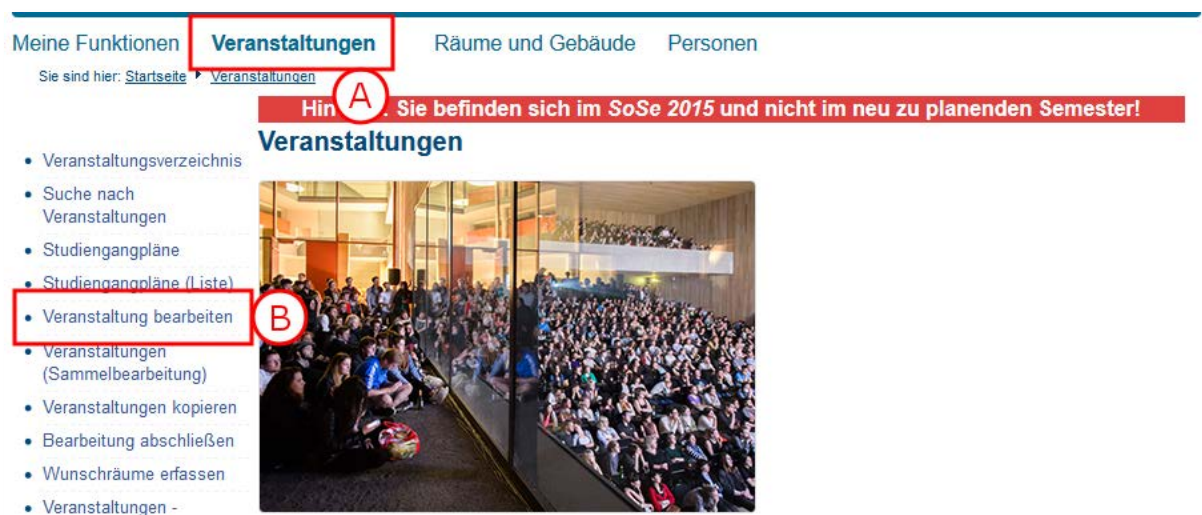 Meine Funktionen Veranstaltungen Räume und Gebäude Personen
Sie sind hier: Startseite Veranstaltungen
A
Hin Sie befinden sich im SoSe 2015 und nicht im neu zu planenden Semester!
Veranstaltungen
Veranstaltungsverzeichnis
Suche nach
Veranstaltungen
Studiengangpläne
Studiengangpläne (Liste)
Veranstaltung bearbeiten
B
Veranstaltungen
(Sammelbearbeitung)
Veranstaltungen kopieren
Bearbeitung abschließen
Wunschräume erfassen
Veranstaltungen -